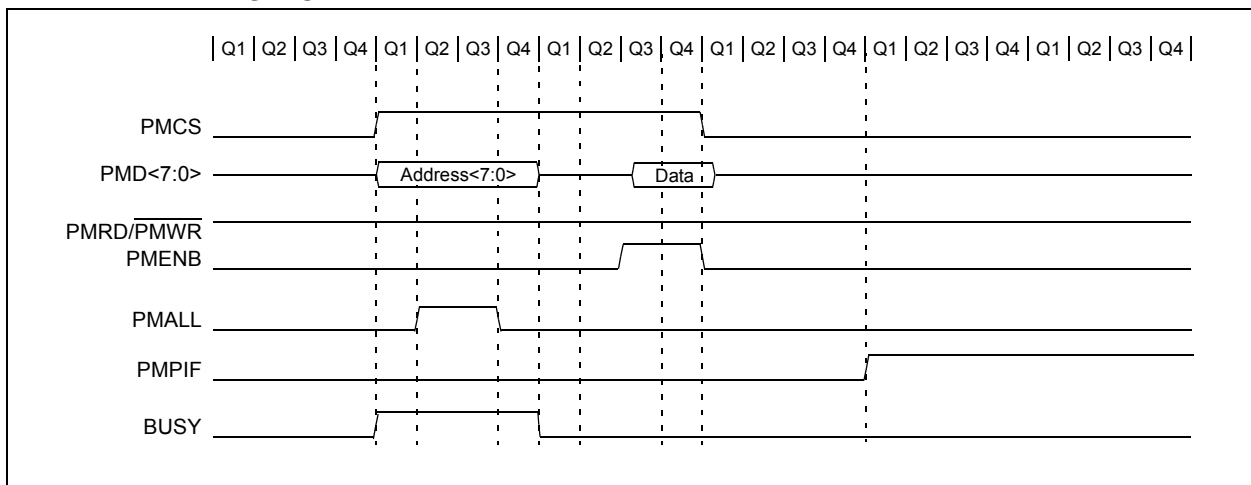 Q1 Q2 Q3 Q4 Q1 Q2 Q3 Q4 Q1 Q2 Q3 Q4 Q1 Q2 Q3 Q4 Q1 Q2 Q3 Q4 Q1 Q2 Q3 Q4
PMCS
PMD<7:0> Address<7:0> Data
PMRD/PMWR
PMENB
PMALL
PMPIF
BUSY